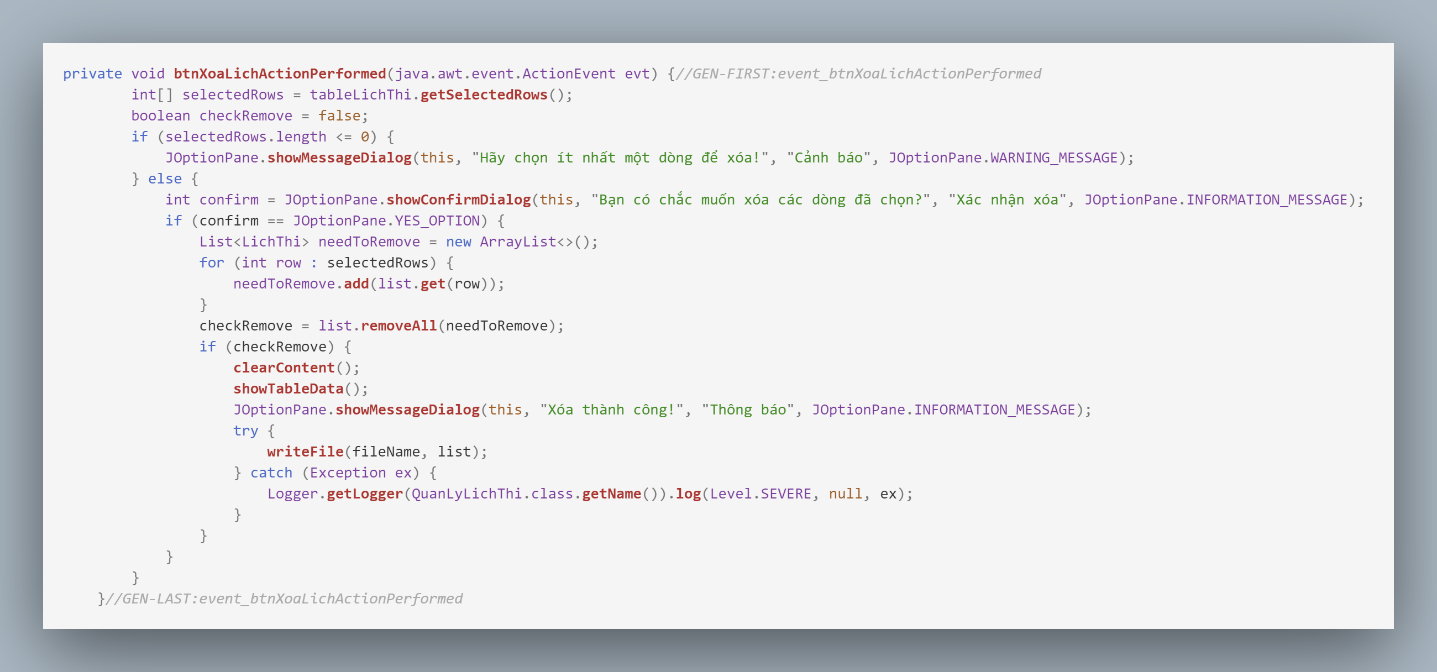 private void btnXoaLichActionPerformed(java.awt.event.ActionEvent evt) {//GEN-FIRST:event_btnXoaLichActionPerformed
        int[] selectedRows = tableLichThi.getSelectedRows();
        boolean checkRemove = false;
        if (selectedRows.length <= 0) {
            JOptionPane.showMessageDialog(this, "Hãy chọn ít nhất một dòng để xóa!", "Cảnh báo", JOptionPane.WARNING_MESSAGE);
        } else {
            int confirm = JOptionPane.showConfirmDialog(this, "Bạn có chắc muốn xóa các dòng đã chọn?", "Xác nhận xóa", JOptionPane.INFORMATION_MESSAGE);
            if (confirm == JOptionPane.YES_OPTION) {
                List<LichThi> needToRemove = new ArrayList<>();
                for (int row : selectedRows) {
                    needToRemove.add(list.get(row));
                }
                checkRemove = list.removeAll(needToRemove);
                if (checkRemove) {
                    clearContent();
                    showTableData();
                    JOptionPane.showMessageDialog(this, "Xóa thành công!", "Thông báo", JOptionPane.INFORMATION_MESSAGE);
                    try {
                        writeFile(fileName, list);
                    } catch (Exception ex) {
                        Logger.getLogger(QuanLyLichThi.class.getName()).log(Level.SEVERE, null, ex);
                    }
                }
            }
        }
    }//GEN-LAST:event_btnXoaLichActionPerformed